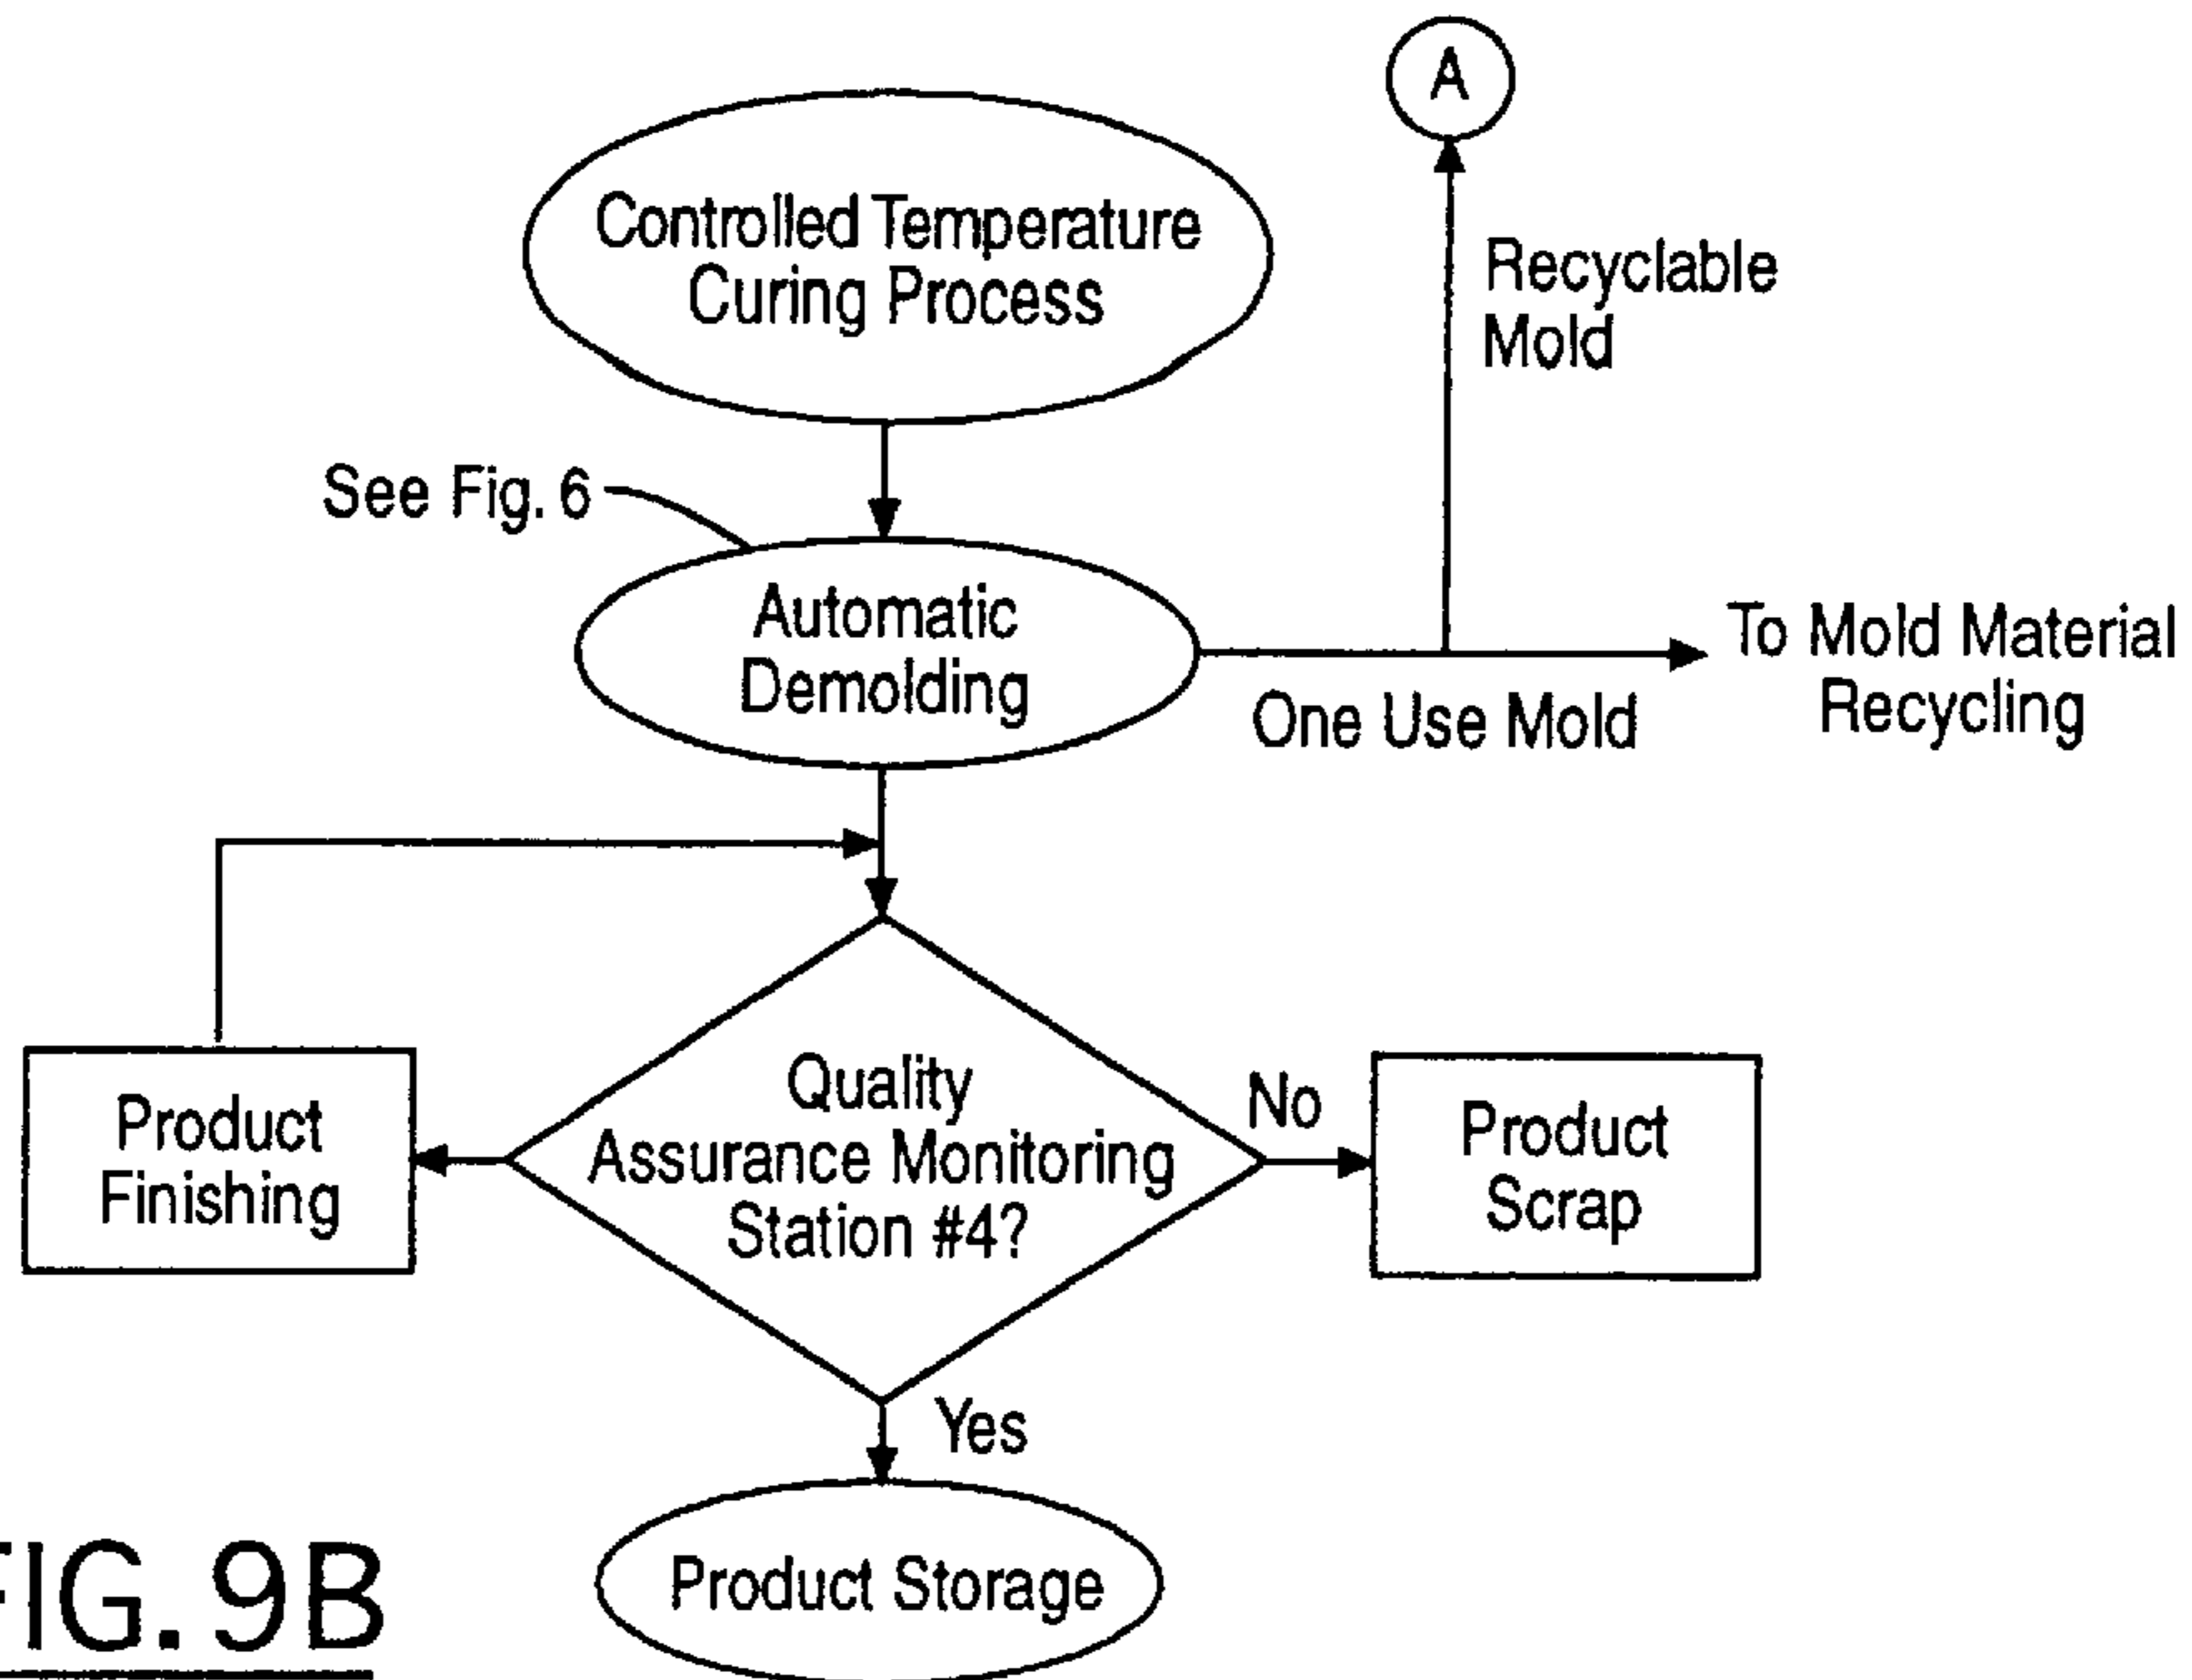 A
Controlled Temperature
Curing Process
Recyclable
Mold
See Fig. 6
Automatic
Demolding
To Mold Material
Recycling
One Use Mold
Product
Finishing
Quality
Assurance Monitoring
Station #4?
No
Product
Scrap
Yes
Product Storage
FIG. 9B